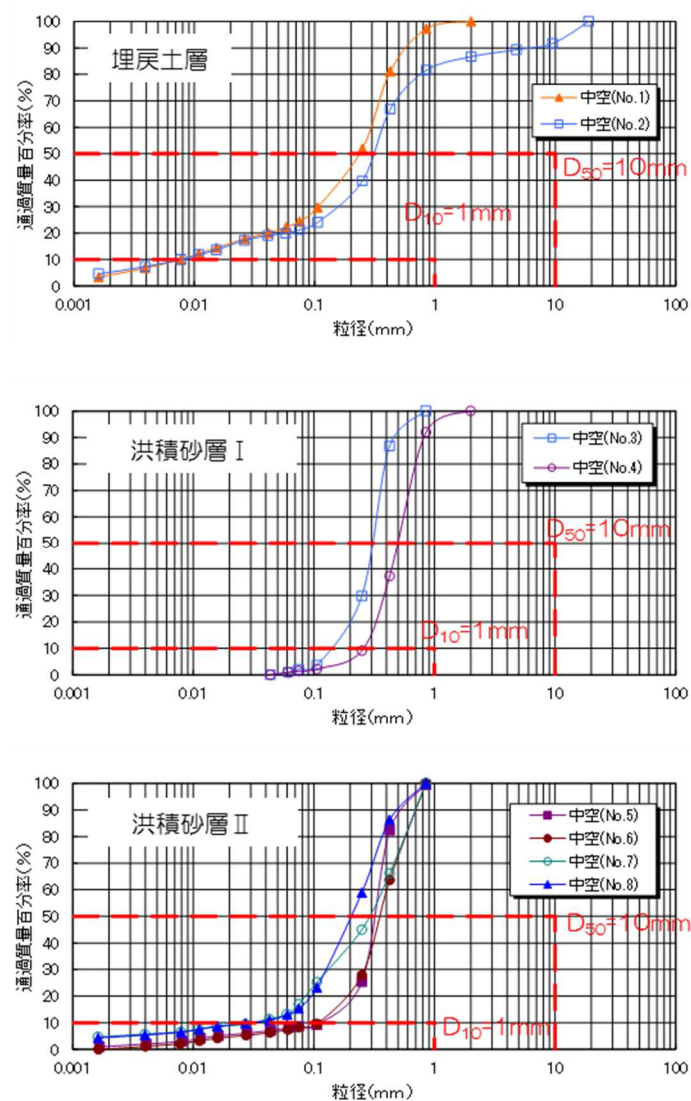 埋戻土層
通過質量百分率(%)
100
90
80
70
60
50
40
30
20
10
0
中空(No.1)
中空(No.2)
D50=10mm
D10=1mm
0.001
0.01
0.1
1
10
100
粒径(mm)
洪積砂層Ⅰ
通過質量百分率(%)
100
90
80
70
60
50
40
30
20
10
0
中空(No.3)
中空(No.4)
D50=10mm
D10=1mm
0.001
0.01
0.1
1
10
100
粒径(mm)
洪積砂層Ⅱ
通過質量百分率(%)
100
90
80
70
60
50
40
30
20
10
0
中空(No.5)
中空(No.6)
中空(No.7)
中空(No.8)
D50=10mm
D10=1mm
0.001
0.01
0.1
1
10
100
粒径(mm)